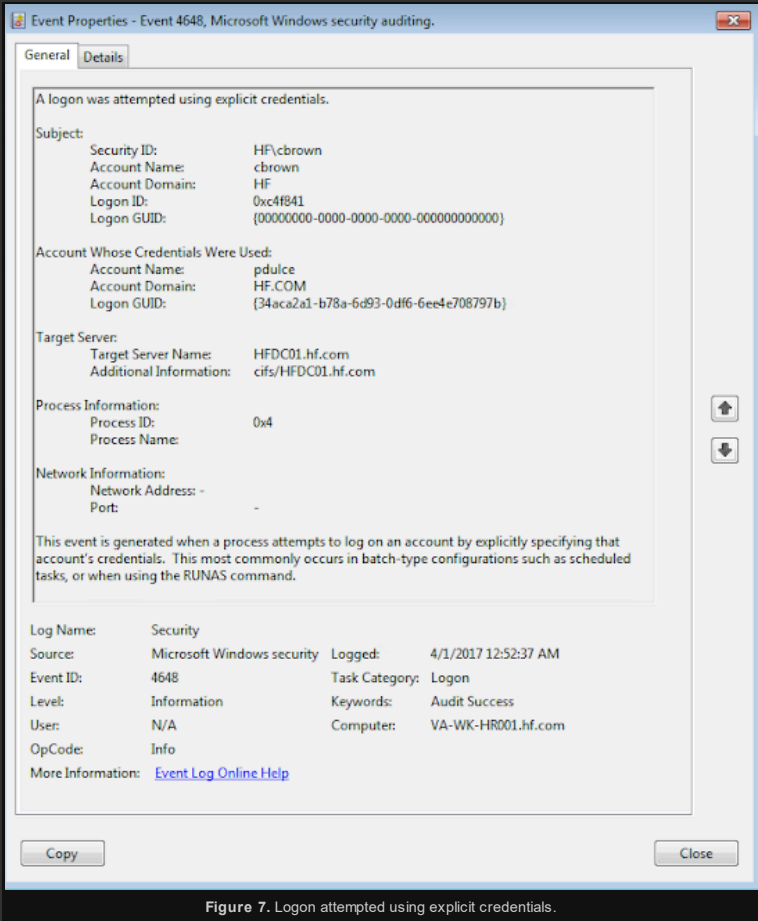 Event Properties - Event 4648, Microsoft Windows security auditing.
General Details
A logon was attempted using explicit credentials.
Subject:
Security ID: HF\cbrown
Account Name: cbrown
Account Domain: HF
Logon ID: 0xc4f841
Logon GUID: {00000000-0000-0000-0000-000000000000}
Account Whose Credentials Were Used:
Account Name: pdulce
Account Domain: HF.COM
Logon GUID: {34aca2a1-b78a-6d93-0df6-6ee4e708797b}
Target Server:
Target Server Name: HFDC01.hf.com
Additional Information: cifs/HFDC01.hf.com
Process Information:
Process ID: 0x4
Process Name:
Network Information:
Network Address: -
Port: -
This event is generated when a process attempts to log on an account by explicitly specifying that
account's credentials. This most commonly occurs in batch-type configurations such as scheduled
tasks, or when using the RUNAS command.
Log Name: Security
Source: Microsoft Windows security Logged: 4/1/2017 12:52:37 AM
Event ID: 4648 Task Category: Logon
Level: Information Keywords: Audit Success
User: N/A Computer: VA-WK-HR001.hf.com
OpCode: Info
More Information: Event Log Online Help
Copy Close
Figure 7. Logon attempted using explicit credentials.